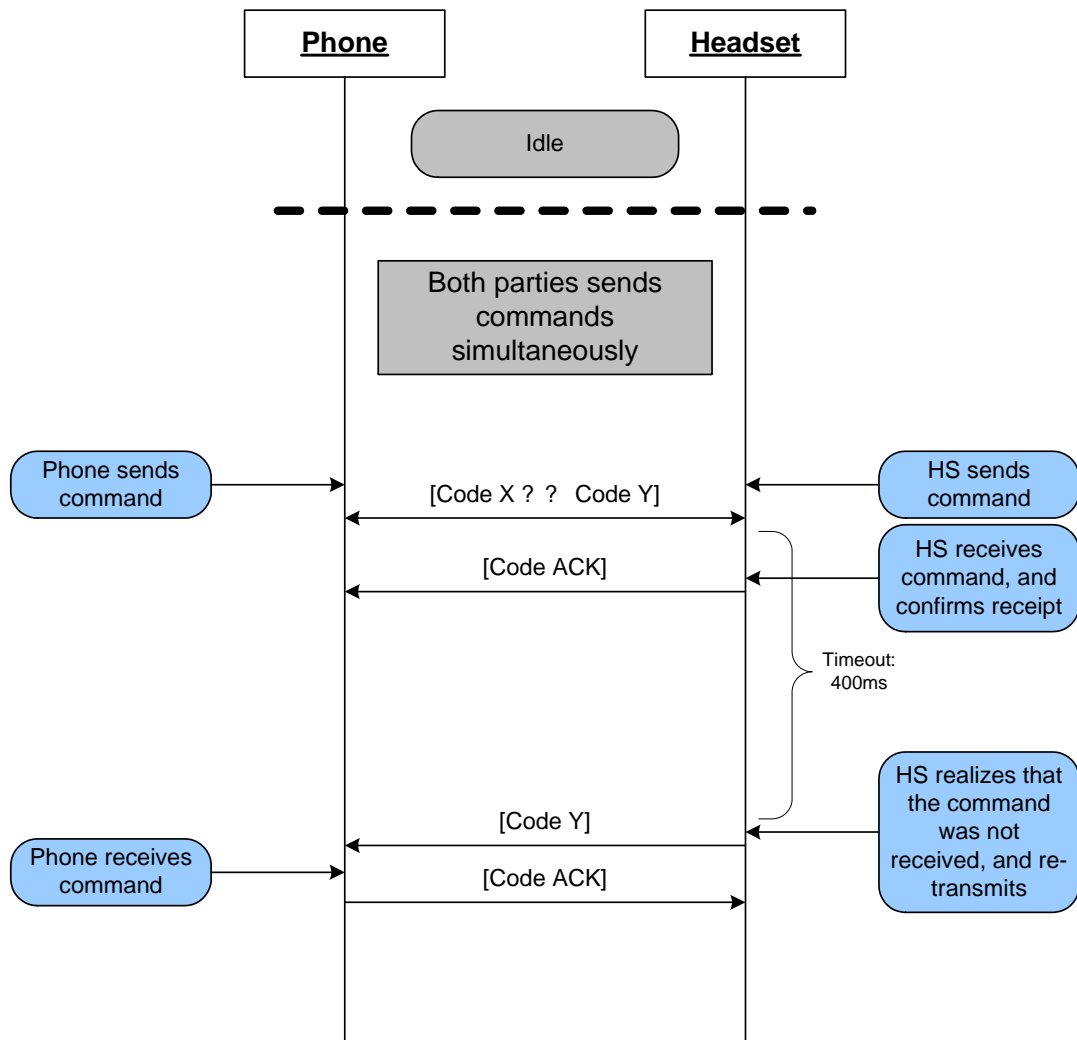 Phone
Headset
Idle
Both parties sends
commands
simultaneously
Phone sends
command
[Code X ? ? Code Y]
HS sends
command
[Code ACK]
HS receives
command, and
confirms receipt
Timeout:
400ms
HS realizes that
the command
was not
received, and re-
transmits
[Code Y]
Phone receives
command
[Code ACK]